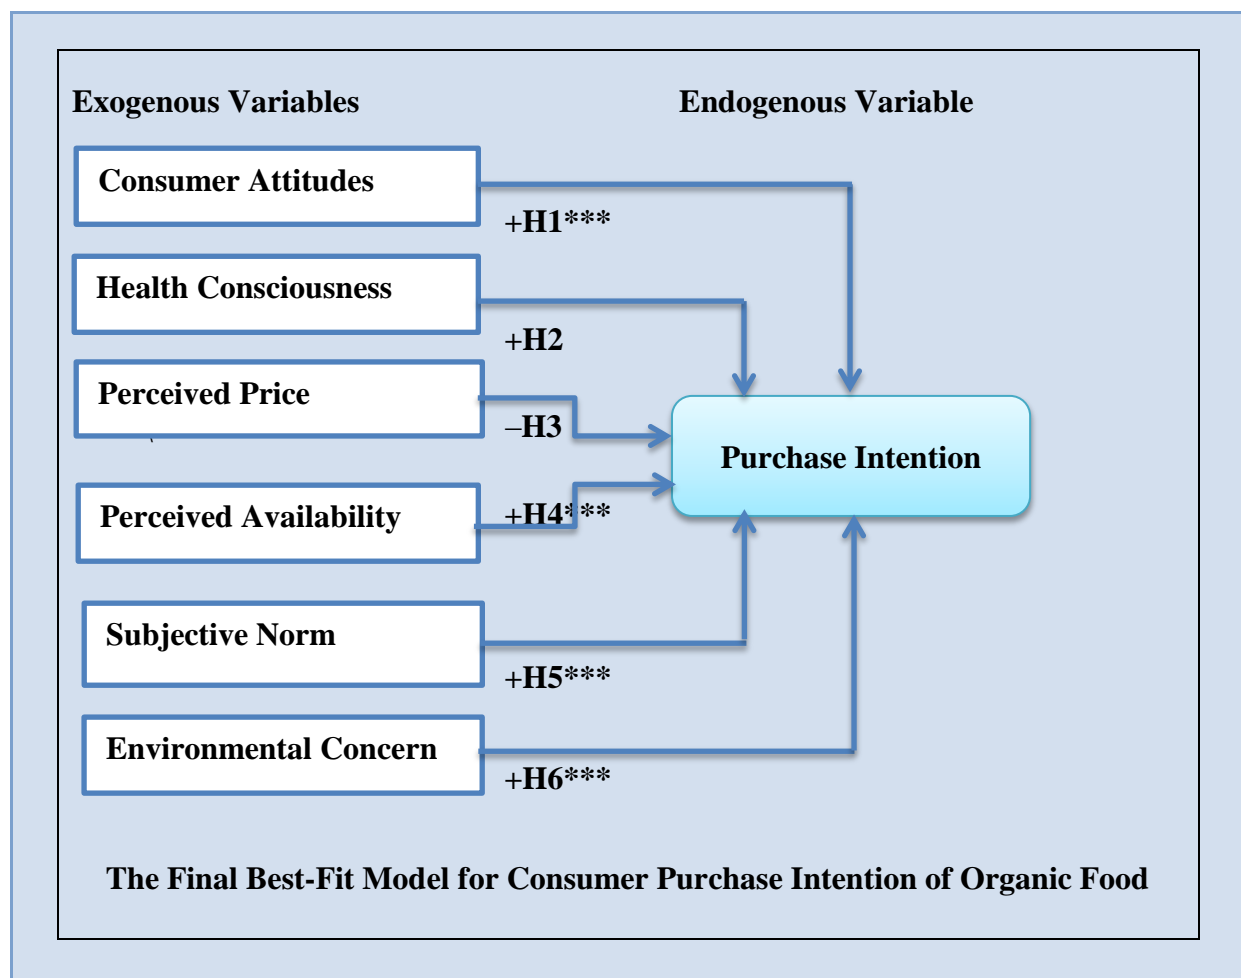 Exogenous Variables
Endogenous Variable
Consumer Attitudes
+H1***
Health Consciousness
+H2
Perceived Price
–H3
Purchase Intention
Perceived Availability
+H4***
Subjective Norm
+H5***
Environmental Concern
+H6***
The Final Best-Fit Model for Consumer Purchase Intention of Organic Food